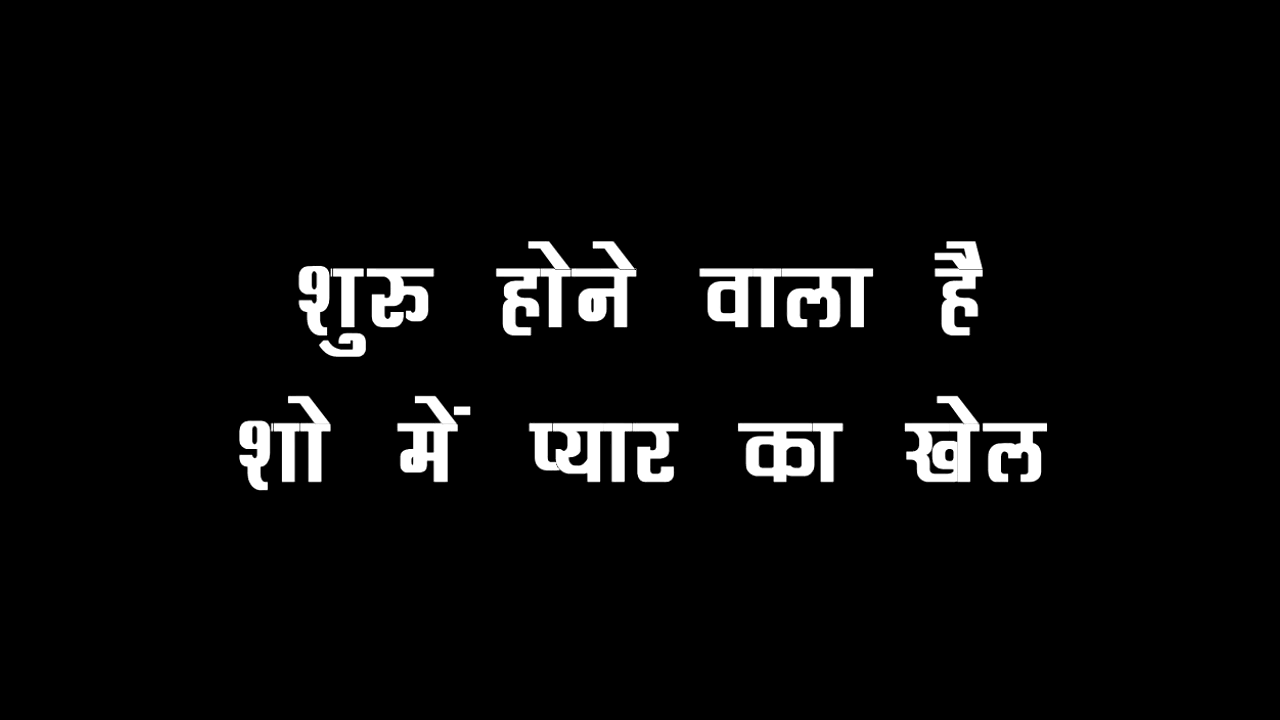 शुरू होने वाला है
शो में प्यार का खेल